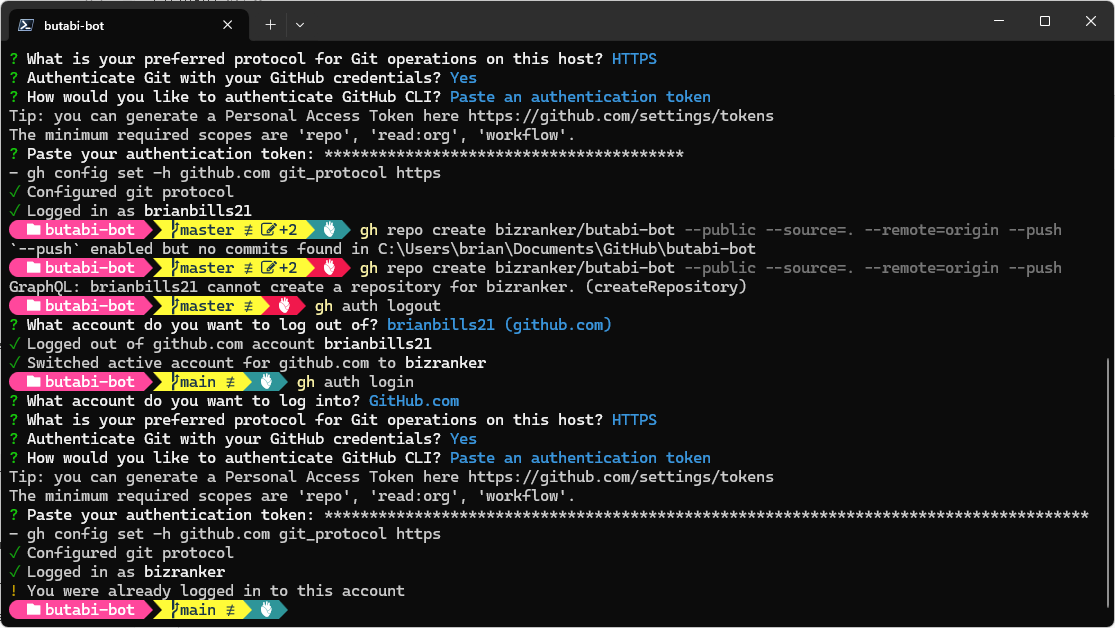 butabi-bot
? What is your preferred protocol for Git operations on this host? HTTPS
? Authenticate Git with your GitHub credentials? Yes
? How would you like to authenticate GitHub CLI? Paste an authentication token
Tip: you can generate a Personal Access Token here https://github.com/settings/tokens
The minimum required scopes are 'repo', 'read:org', 'workflow'.
? Paste your authentication token: ****************************************
- gh config set -h github.com git_protocol https
✓ Configured git protocol
✓ Logged in as brianbills21
butabi-bot master ≢ +2 gh repo create bizranker/butabi-bot --public --source=. --remote=origin --push
`--push` enabled but no commits found in C:\Users\brian\Documents\GitHub\butabi-bot
butabi-bot master ≢ +2 gh repo create bizranker/butabi-bot --public --source=. --remote=origin --push
GraphQL: brianbills21 cannot create a repository for bizranker. (createRepository)
butabi-bot master ≢ gh auth logout
? What account do you want to log out of? brianbills21 (github.com)
✓ Logged out of github.com account brianbills21
✓ Switched active account for github.com to bizranker
butabi-bot main ≢ gh auth login
? What account do you want to log into? GitHub.com
? What is your preferred protocol for Git operations on this host? HTTPS
? Authenticate Git with your GitHub credentials? Yes
? How would you like to authenticate GitHub CLI? Paste an authentication token
Tip: you can generate a Personal Access Token here https://github.com/settings/tokens
The minimum required scopes are 'repo', 'read:org', 'workflow'.
? Paste your authentication token: *************************************************************************************
- gh config set -h github.com git_protocol https
✓ Configured git protocol
✓ Logged in as bizranker
! You were already logged in to this account
butabi-bot main ≢